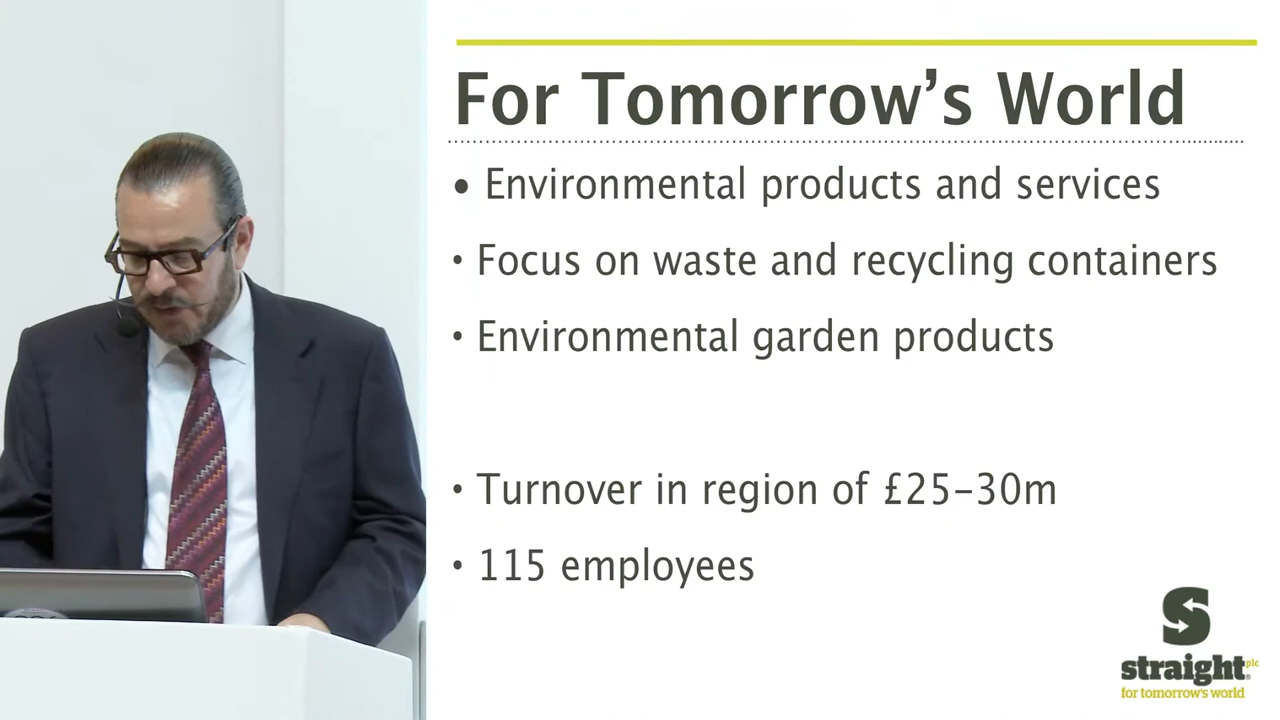 For Tomorrow’s World
• Environmental products and services
• Focus on waste and recycling containers
• Environmental garden products
• Turnover in region of £25–30m
• 115 employees
S
straight plc®
for tomorrow's world